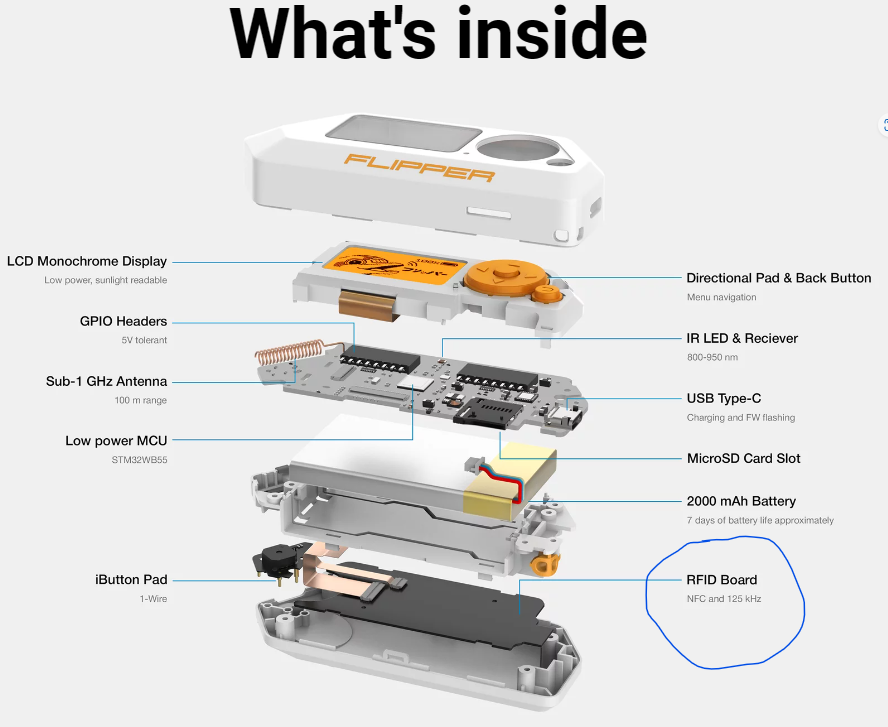 What's inside
FLIPPER
LCD Monochrome Display
Low power, sunlight readable
Directional Pad & Back Button
Menu navigation
GPIO Headers
5V tolerant
IR LED & Reciever
800-950 nm
Sub-1 GHz Antenna
100 m range
USB Type-C
Charging and FW flashing
Low power MCU
STM32WB55
MicroSD Card Slot
2000 mAh Battery
7 days of battery life approximately
iButton Pad
1-Wire
RFID Board
NFC and 125 kHz